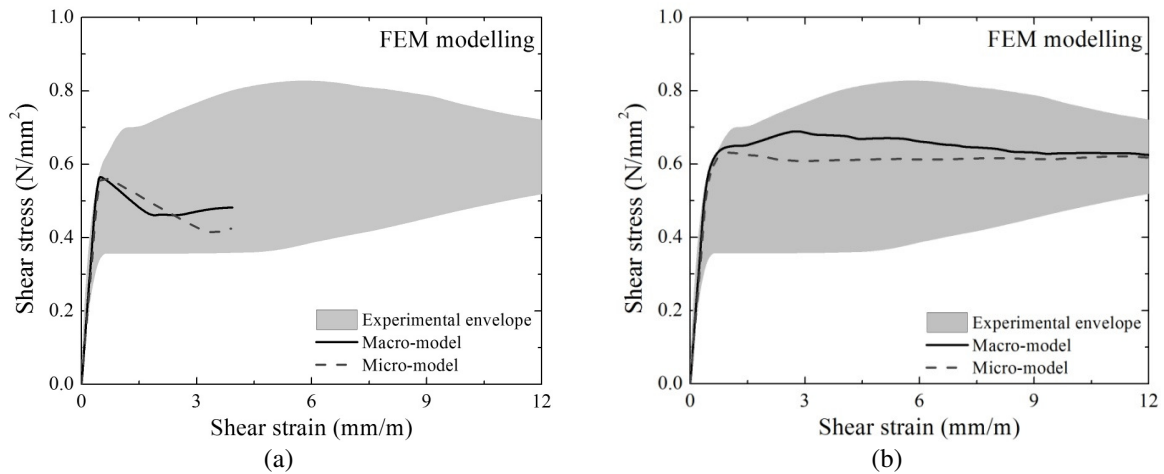 1.0
FEM modelling
0.8
0.6
0.4
0.2
0.0
Shear stress (N/mm²)
Experimental envelope
Macro-model
Micro-model
0 3 6 9 12
Shear strain (mm/m)
(a)
1.0
FEM modelling
0.8
0.6
0.4
0.2
0.0
Shear stress (N/mm²)
Experimental envelope
Macro-model
Micro-model
0 3 6 9 12
Shear strain (mm/m)
(b)